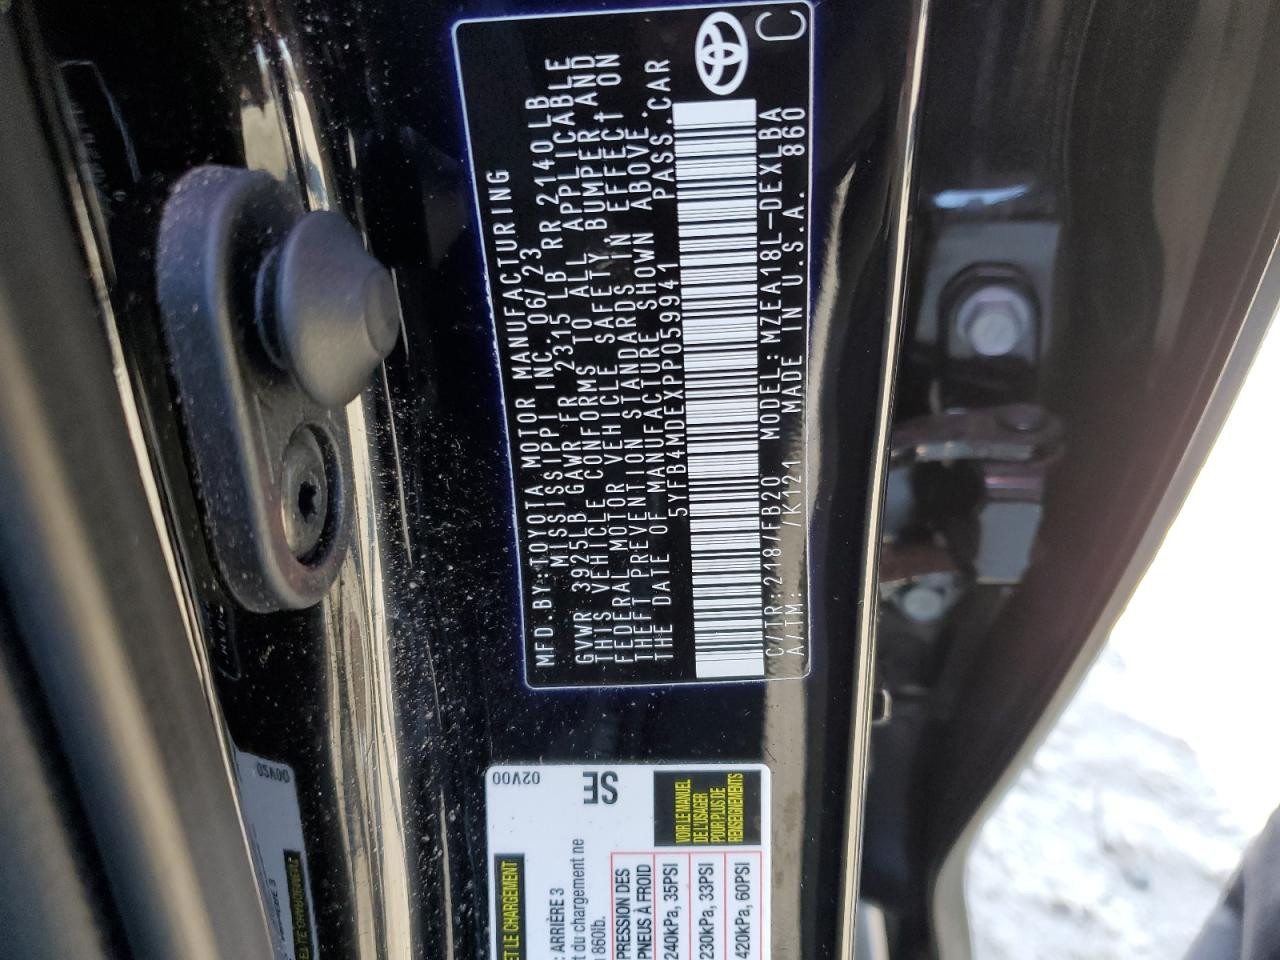 MFD.BY:TOYOTA MOTOR MANUFACTURING
MISSISSIPPI INC. 06/23
GVWR 3925LB GAWR FR 2315 LB RR 2140LB
THIS VEHICLE CONFORMS TO ALL APPLICABLE
FEDERAL MOTOR VEHICLE SAFETY, BUMPER, AND
THEFT PREVENTION STANDARDS IN EFFECT ON
THE DATE OF MANUFACTURE SHOWN ABOVE.
5YFB4MDEXPP059941 PASS.CAR
C/TR:218/FB20 MODEL:MZEA18L-DEXLBA
A/TM: /K121 MADE IN U.S.A. 860
C
02V00
SE
ET LE CHARGEMENT
: ARRIÈRE 3
t du chargement ne
860lb.
PRESSION DES
PNEUS À FROID
240kPa, 35PSI
230kPa, 33PSI
420kPa, 60PSI
VOIR LE MANUEL
DE L'USAGER
POUR PLUS DE
RENSEIGNEMENTS